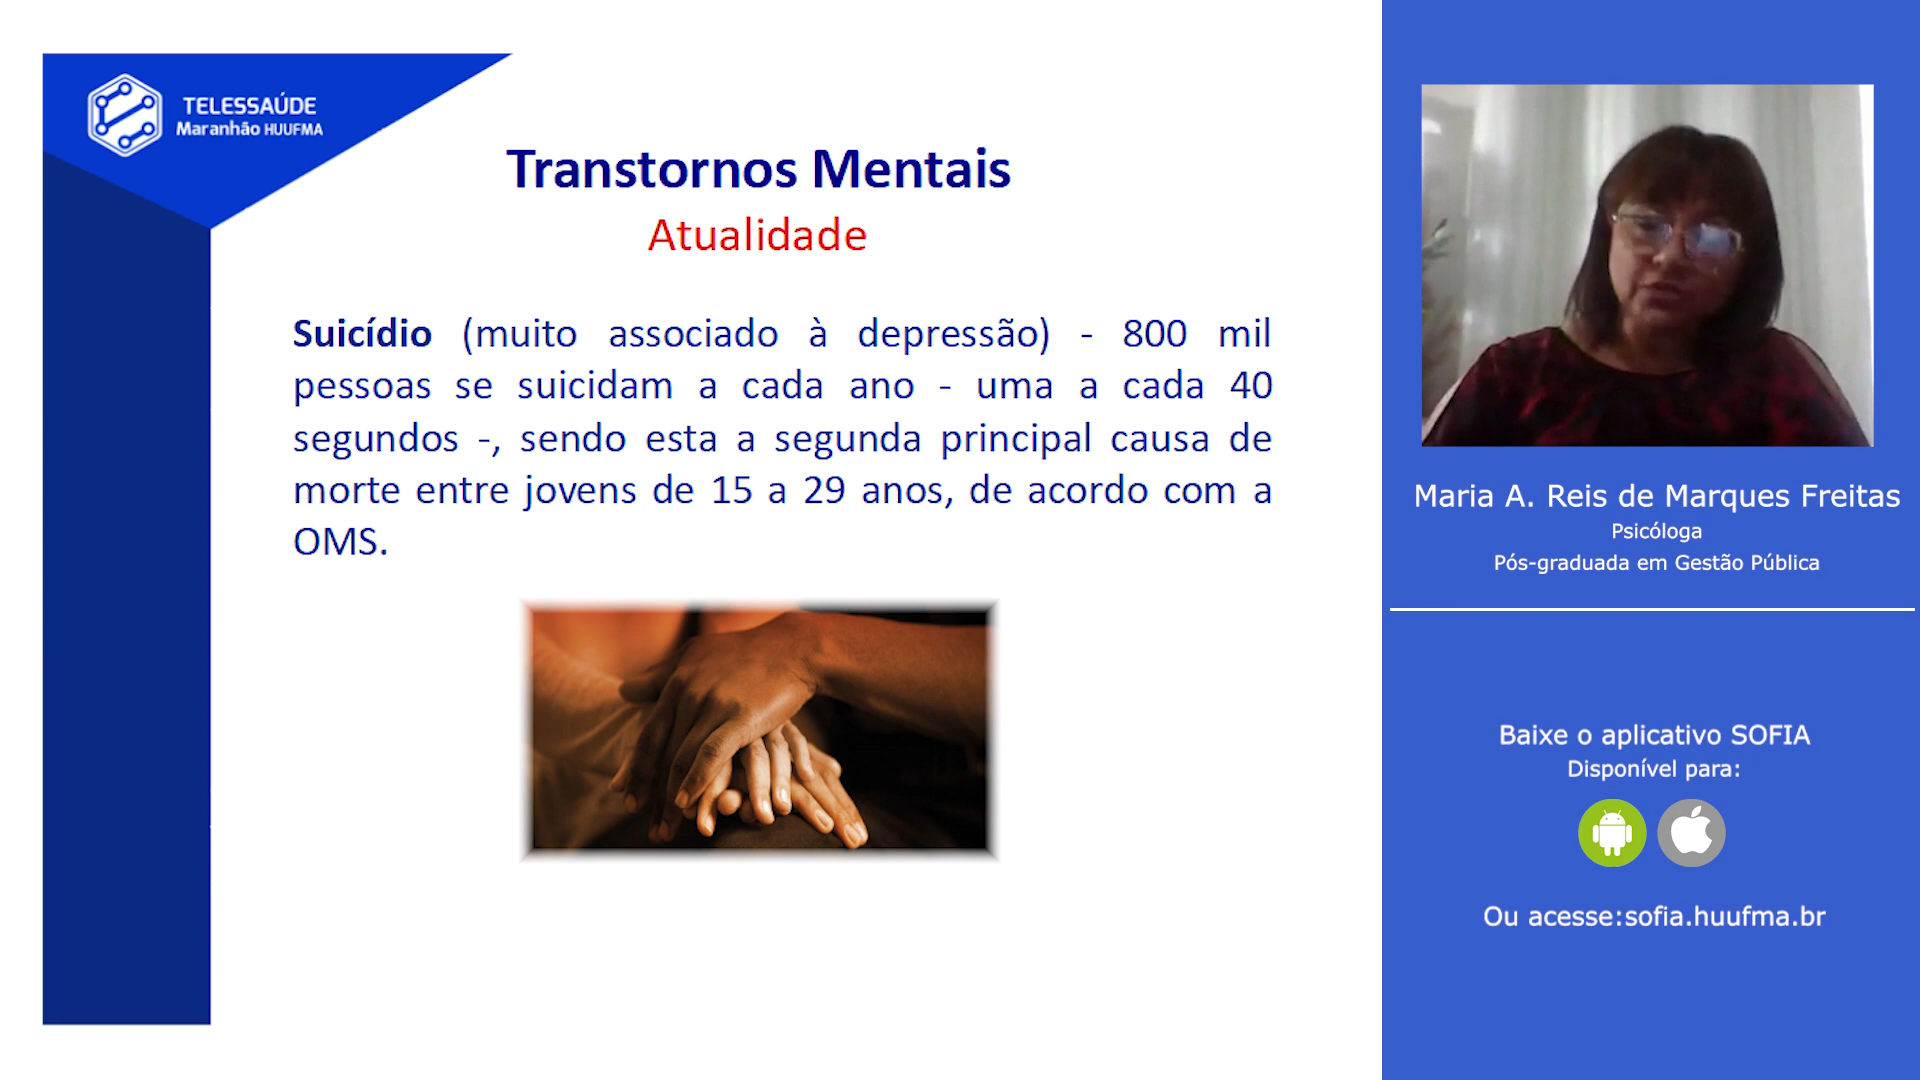 TELESSAÚDE
Maranhão HUUFMA
Transtornos Mentais
Atualidade
Suicídio (muito associado à depressão) - 800 mil
pessoas se suicidam a cada ano - uma a cada 40
segundos -, sendo esta a segunda principal causa de
morte entre jovens de 15 a 29 anos, de acordo com a
OMS.
Maria A. Reis de Marques Freitas
Psicóloga
Pós-graduada em Gestão Pública
Baixe o aplicativo SOFIA
Disponível para:
Ou acesse:sofia.huufma.br